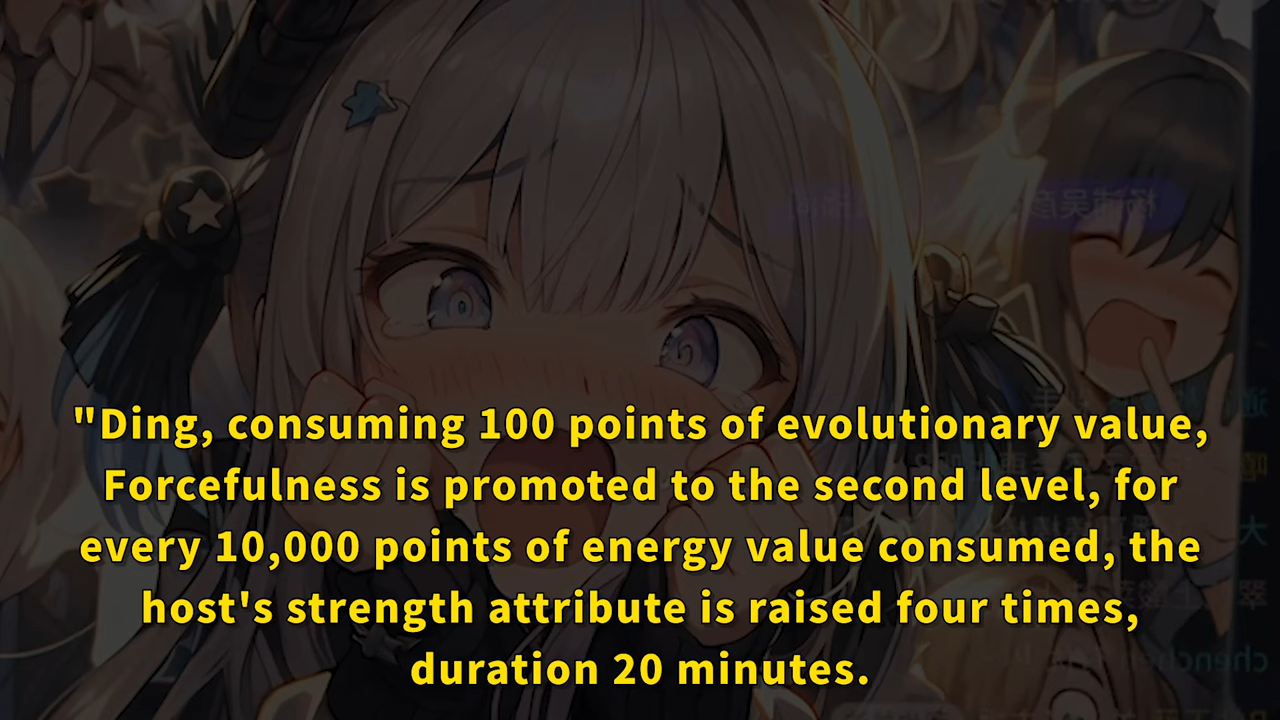 "Ding, consuming 100 points of evolutionary value,
Forcefulness is promoted to the second level, for
every 10,000 points of energy value consumed, the
host's strength attribute is raised four times,
duration 20 minutes.